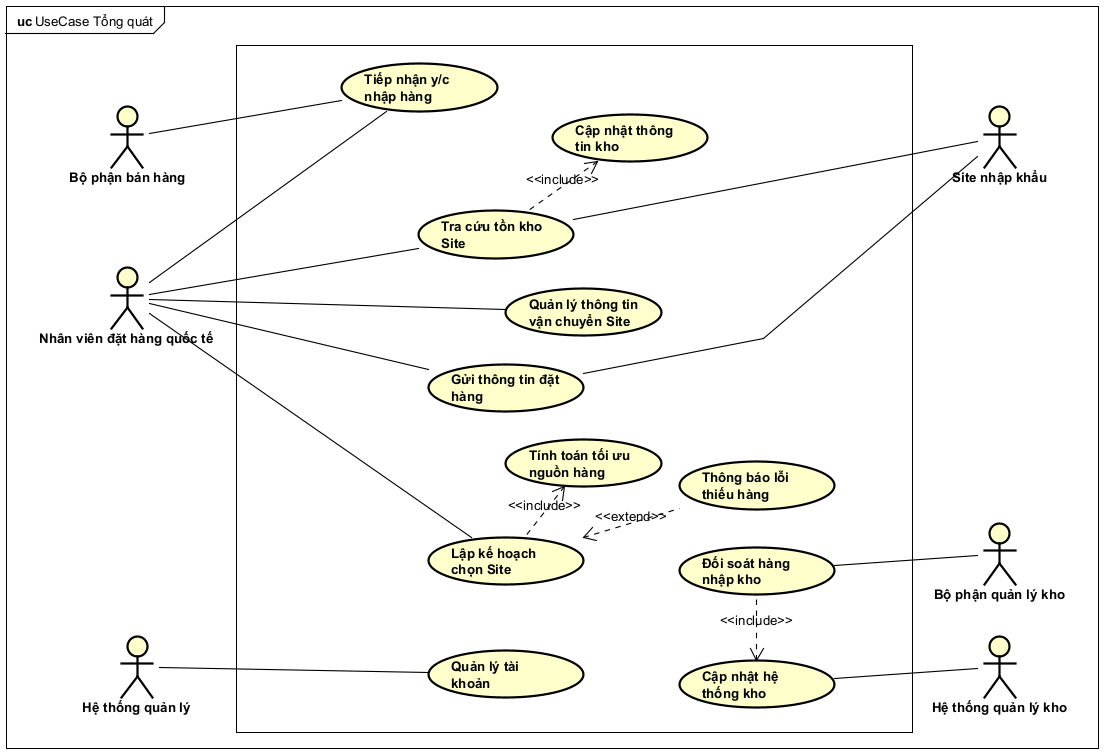 uc UseCase Tổng quát
Tiếp nhận y/c
nhập hàng
Cập nhật thông
tin kho
Bộ phận bán hàng
Site nhập khẩu
<<include>>
Tra cứu tồn kho
Site
Quản lý thông tin
vận chuyển Site
Nhân viên đặt hàng quốc tế
Gửi thông tin đặt
hàng
Tính toán tối ưu
nguồn hàng
Thông báo lỗi
thiếu hàng
<<include>>
<<extend>>
Lập kế hoạch
chọn Site
Đối soát hàng
nhập kho
Bộ phận quản lý kho
<<include>>
Quản lý tài
khoản
Cập nhật hệ
thống kho
Hệ thống quản lý
Hệ thống quản lý kho